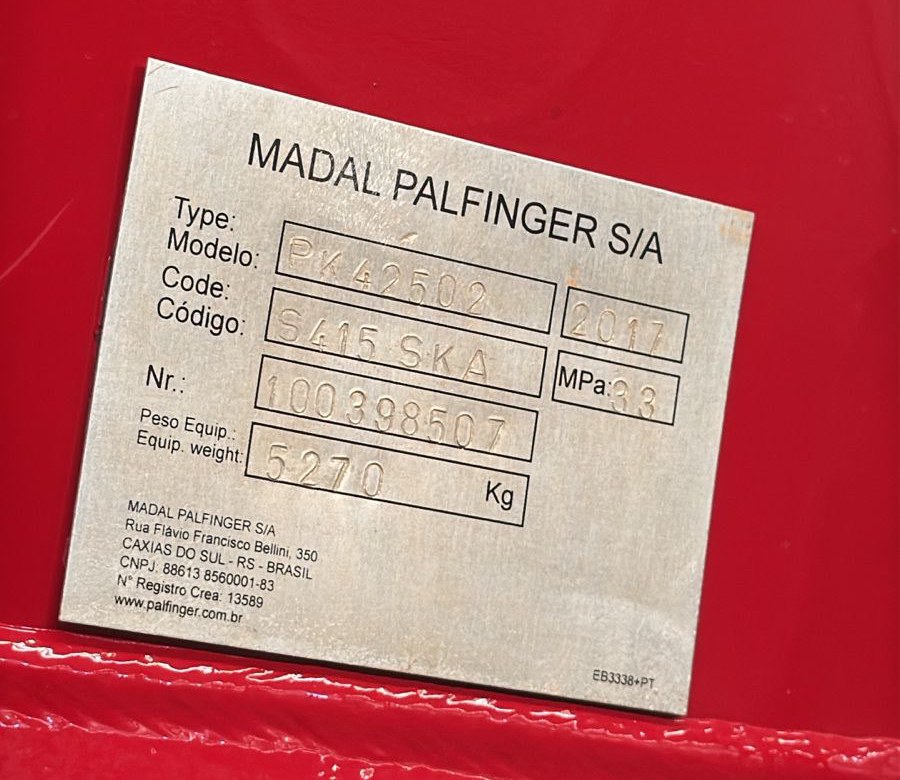 MADAL PALFINGER S/A
Type:
Modelo: PK42502 2017
Code:
Código: S415 SKA MPa:33
Nr.: 100398507
Peso Equip.:
Equip. weight: 5270 Kg
MADAL PALFINGER S/A
Rua Flávio Francisco Bellini, 350
CAXIAS DO SUL - RS - BRASIL
CNPJ. 88613 8560001-83
N° Registro Crea: 13589
www.palfinger.com.br
EB3338+PT